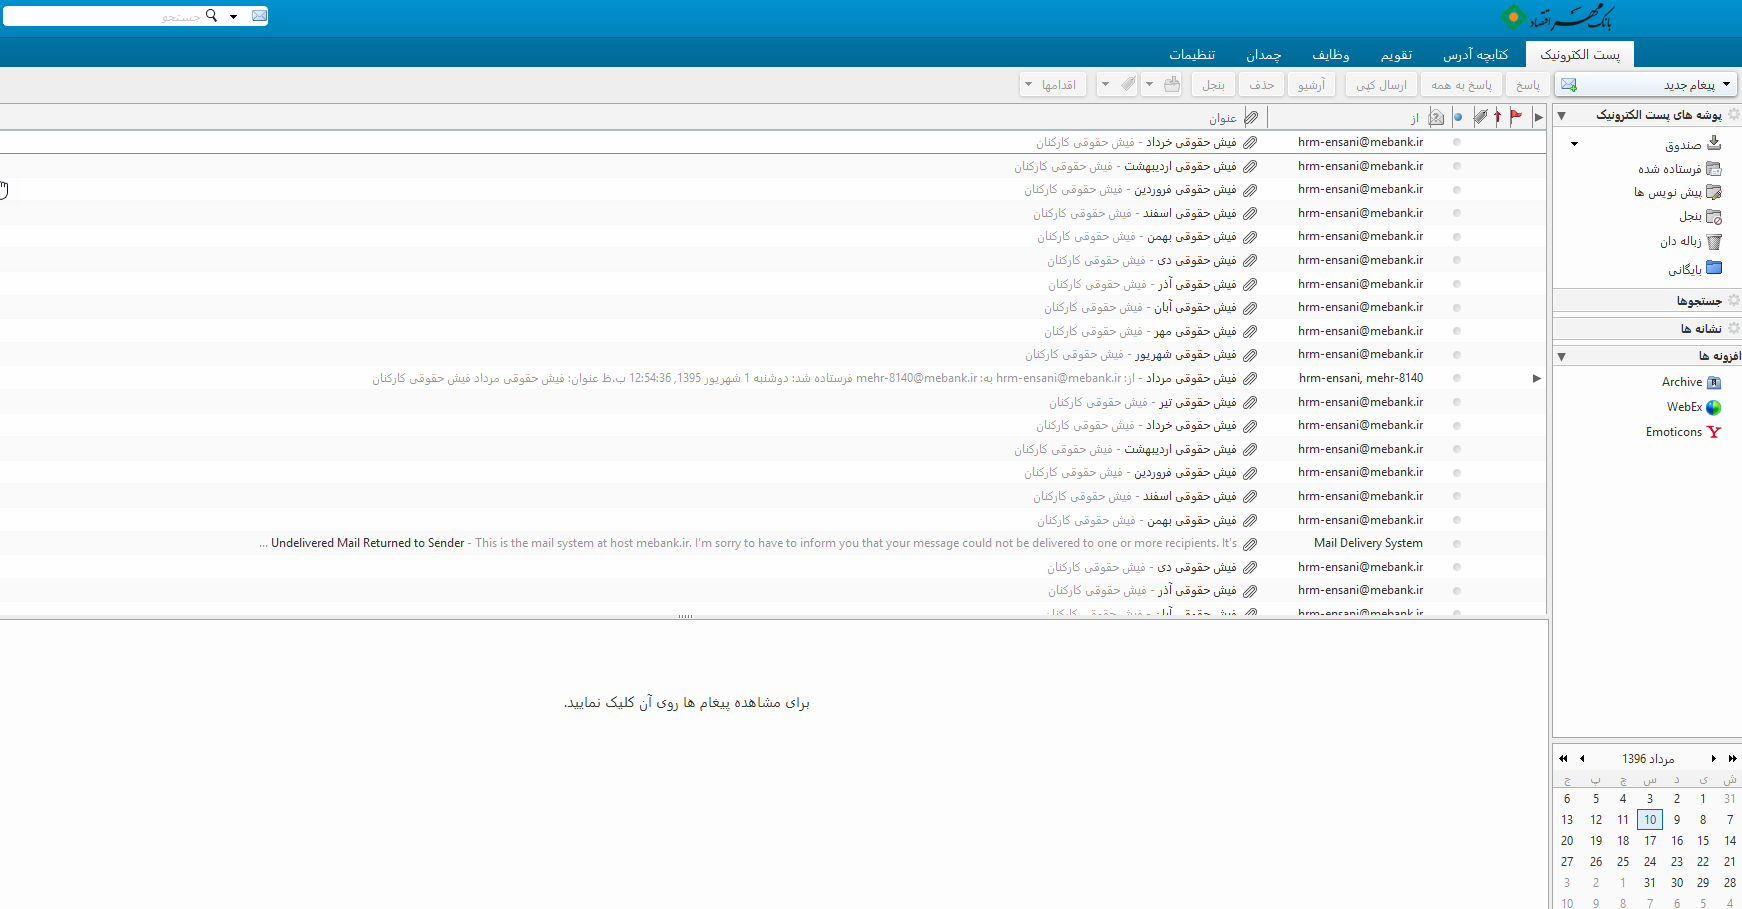 بانک مهر اقتصاد
جستجو
پست الکترونیک کتابچه آدرس تقویم وظایف چمدان تنظیمات
پیغام جدید پاسخ پاسخ به همه ارسال کپی آرشیو حذف بنجل اقدامها
پوشه های پست الکترونیک
صندوق
فرستاده شده
پیش نویس ها
بنجل
زباله دان
بایگانی
جستجوها
نشانه ها
افزونه ها
Archive
WebEx
Emoticons
از عنوان
hrm-ensani@mebank.ir فیش حقوقی خرداد - فیش حقوقی کارکنان
hrm-ensani@mebank.ir فیش حقوقی اردیبهشت - فیش حقوقی کارکنان
hrm-ensani@mebank.ir فیش حقوقی فروردین - فیش حقوقی کارکنان
hrm-ensani@mebank.ir فیش حقوقی اسفند - فیش حقوقی کارکنان
hrm-ensani@mebank.ir فیش حقوقی بهمن - فیش حقوقی کارکنان
hrm-ensani@mebank.ir فیش حقوقی دی - فیش حقوقی کارکنان
hrm-ensani@mebank.ir فیش حقوقی آذر - فیش حقوقی کارکنان
hrm-ensani@mebank.ir فیش حقوقی آبان - فیش حقوقی کارکنان
hrm-ensani@mebank.ir فیش حقوقی مهر - فیش حقوقی کارکنان
hrm-ensani@mebank.ir فیش حقوقی شهریور - فیش حقوقی کارکنان
hrm-ensani, mehr-8140 فیش حقوقی مرداد - از: hrm-ensani@mebank.ir به: mehr-8140@mebank.ir فرستاده شد: دوشنبه 1 شهریور 1395, 12:54:36 ب.ظ عنوان: فیش حقوقی مرداد فیش حقوقی کارکنان
hrm-ensani@mebank.ir فیش حقوقی تیر - فیش حقوقی کارکنان
hrm-ensani@mebank.ir فیش حقوقی خرداد - فیش حقوقی کارکنان
hrm-ensani@mebank.ir فیش حقوقی اردیبهشت - فیش حقوقی کارکنان
hrm-ensani@mebank.ir فیش حقوقی فروردین - فیش حقوقی کارکنان
hrm-ensani@mebank.ir فیش حقوقی اسفند - فیش حقوقی کارکنان
hrm-ensani@mebank.ir فیش حقوقی بهمن - فیش حقوقی کارکنان
Mail Delivery System Undelivered Mail Returned to Sender - This is the mail system at host mebank.ir. I'm sorry to have to inform you that your message could not be delivered to one or more recipients. It's ...
hrm-ensani@mebank.ir فیش حقوقی دی - فیش حقوقی کارکنان
hrm-ensani@mebank.ir فیش حقوقی آذر - فیش حقوقی کارکنان
hrm-ensani@mebank.ir فیش حقوقی آبان - فیش حقوقی کارکنان
برای مشاهده پیغام ها روی آن کلیک نمایید.
مرداد 1396
ش ی د س چ پ ج
31 1 2 3 4 5 6
7 8 9 10 11 12 13
14 15 16 17 18 19 20
21 22 23 24 25 26 27
28 29 30 31 1 2 3
4 5 6 7 8 9 10